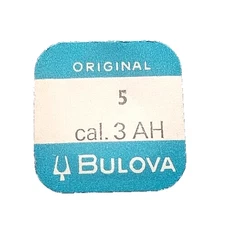 ORIGINAL
5
cal. 3 AH
BULOVA